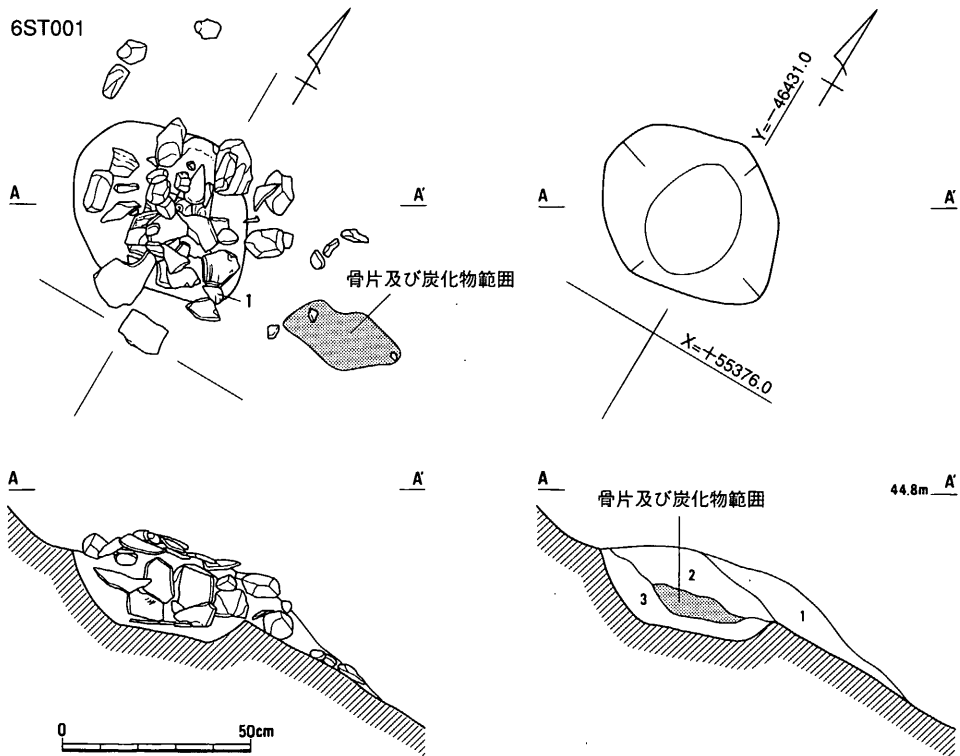 6ST001
A
A′
1
骨片及び炭化物範囲
A
A′
Y=−46431.0
X=+55376.0
A
A′
0
50cm
A
44.8m
A′
骨片及び炭化物範囲
2
3
1